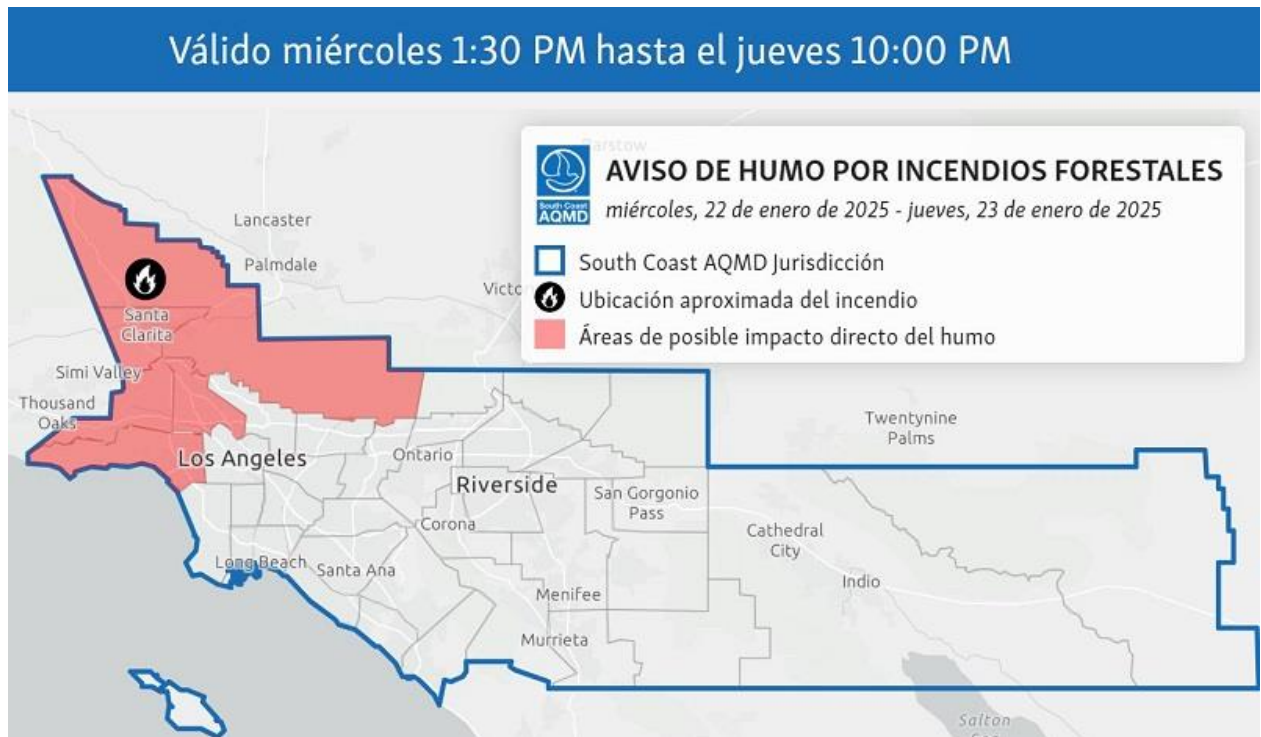 Válido miércoles 1:30 PM hasta el jueves 10:00 PM
Barstow
South Coast
AQMD
AVISO DE HUMO POR INCENDIOS FORESTALES
miércoles, 22 de enero de 2025 - jueves, 23 de enero de 2025
South Coast AQMD Jurisdicción
Ubicación aproximada del incendio
Áreas de posible impacto directo del humo
Lancaster
Palmdale
Victo
Santa
Clarita
Simi Valley
Thousand
Oaks
Los Angeles
Ontario
Riverside
San Gorgonio
Pass
Twentynine
Palms
Corona
Cathedral
City
Long Beach
Santa Ana
Indio
Menifee
Murrieta
Salton